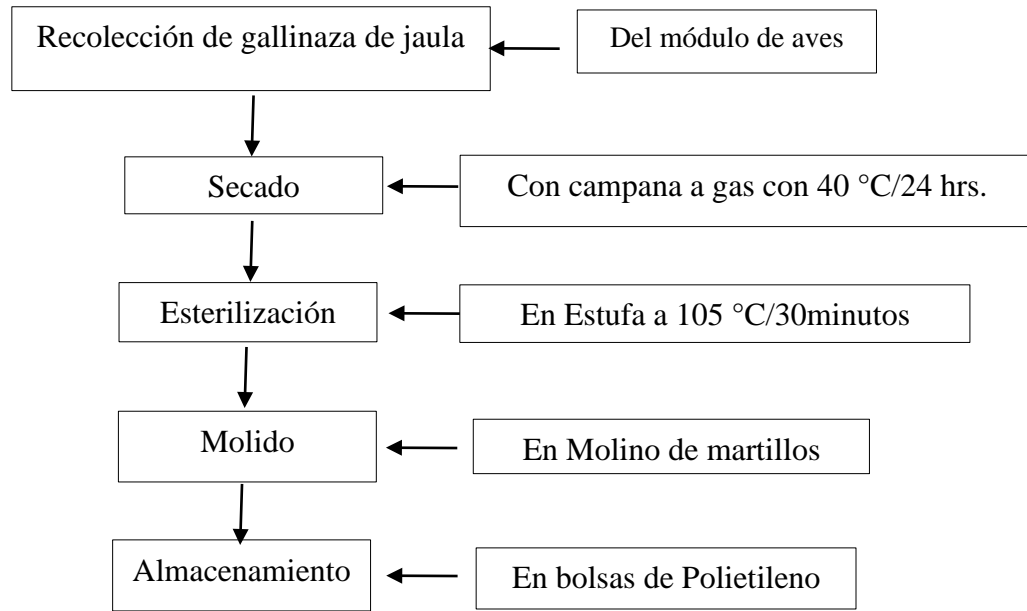 Recolección de gallinaza de jaula
Del módulo de aves
Secado
Con campana a gas con 40 °C/24 hrs.
Esterilización
En Estufa a 105 °C/30minutos
Molido
En Molino de martillos
Almacenamiento
En bolsas de Polietileno